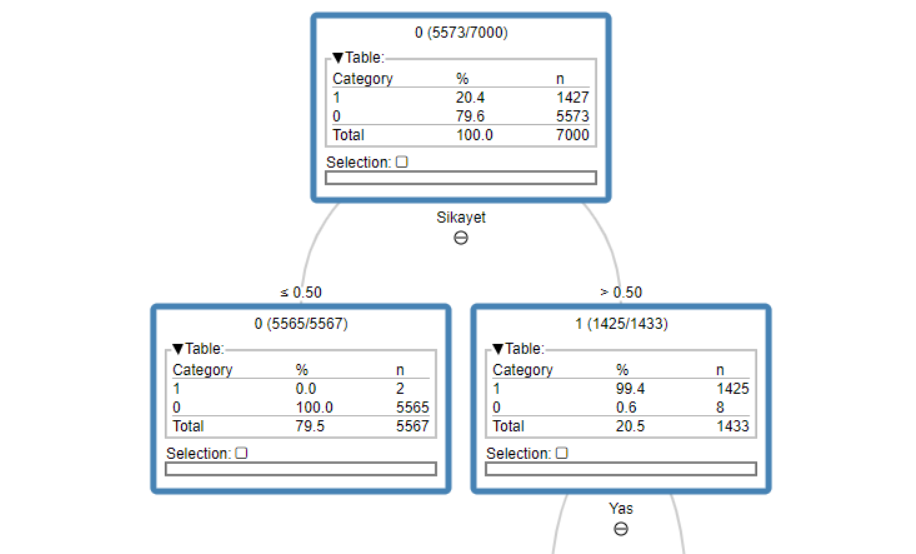 0 (5573/7000)
▼Table:
Category % n
1 20.4 1427
0 79.6 5573
Total 100.0 7000
Selection:
Sikayet
≤ 0.50
> 0.50
0 (5565/5567)
▼Table:
Category % n
1 0.0 2
0 100.0 5565
Total 79.5 5567
Selection:
1 (1425/1433)
▼Table:
Category % n
1 99.4 1425
0 0.6 8
Total 20.5 1433
Selection:
Yas